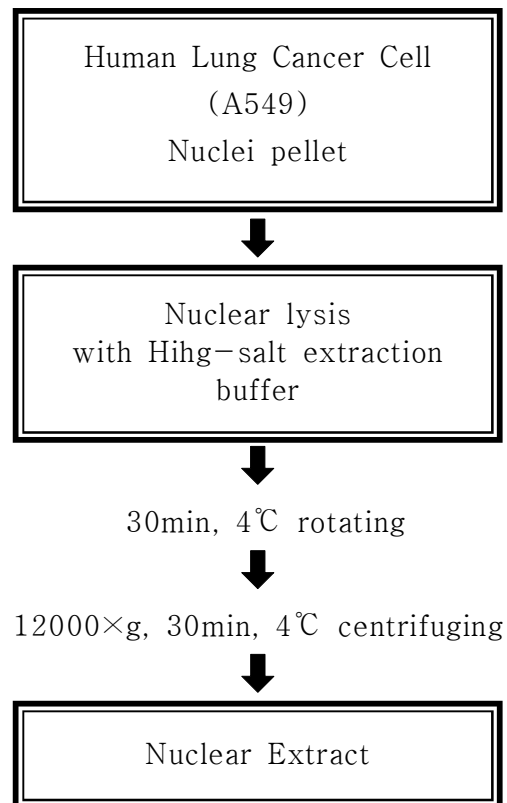 Human Lung Cancer Cell
(A549)
Nuclei pellet
Nuclear lysis
with Hihg-salt extraction
buffer
30min, 4℃ rotating
12000×g, 30min, 4℃ centrifuging
Nuclear Extract